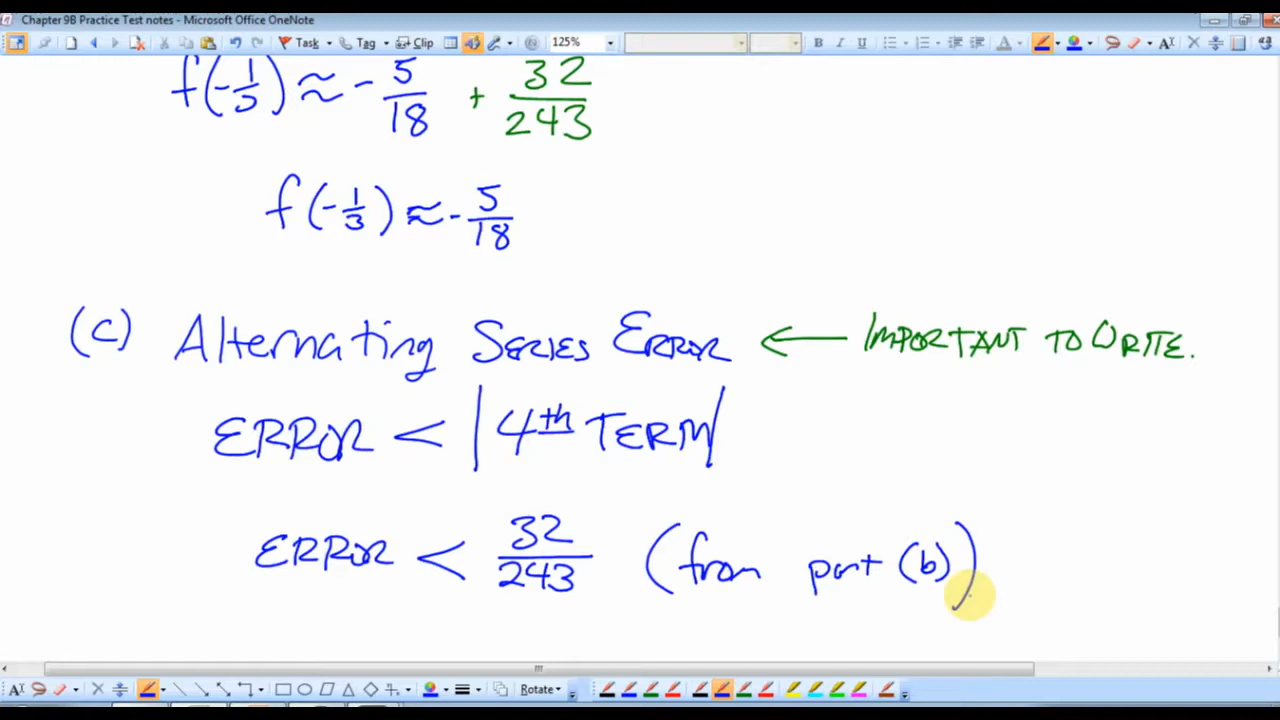 Chapter 9B Practice Test notes - Microsoft Office OneNote
Task Tag Clip 125% B I U
f(-1/3) ≈ - 5/18 + 32/243
f(-1/3) ≈ - 5/18
(c) Alternating SERIES ERROR ← IMPORTANT TO WRITE.
ERROR < |4th TERM|
ERROR < 32/243 (from part (b))
Rotate